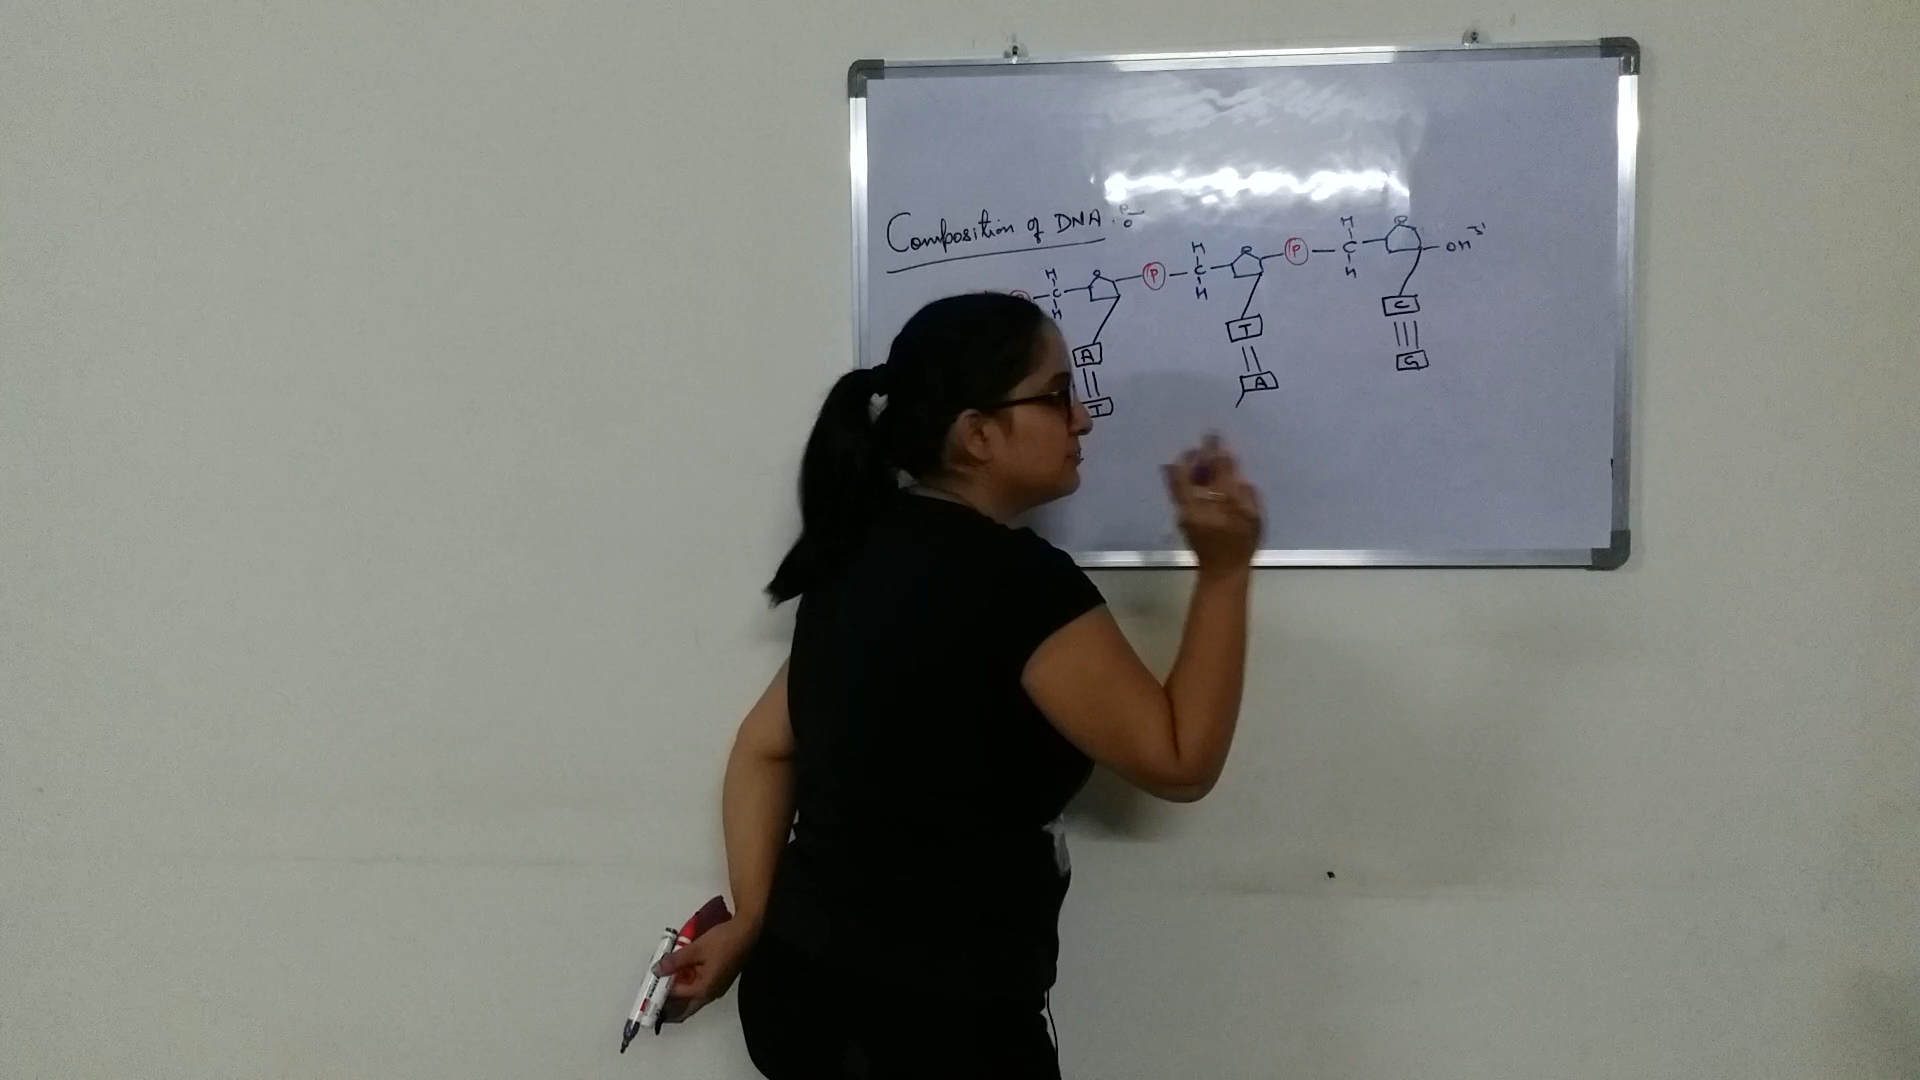 Composition of DNA :
H H H
C P C P C OH 3'
H H H
A T C
T A G